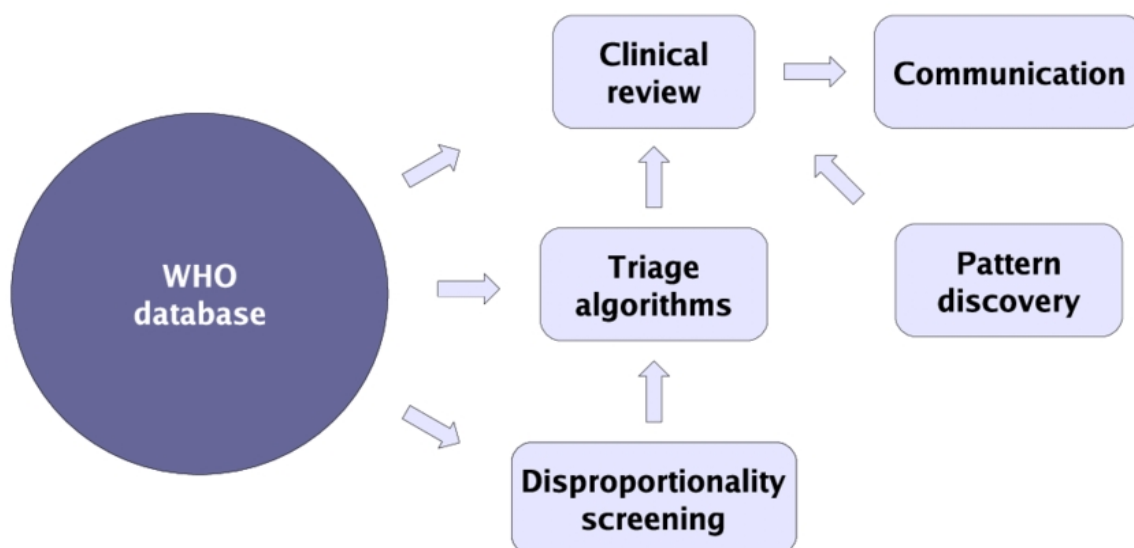 Clinical
review
Communication
WHO
database
Triage
algorithms
Pattern
discovery
Disproportionality
screening